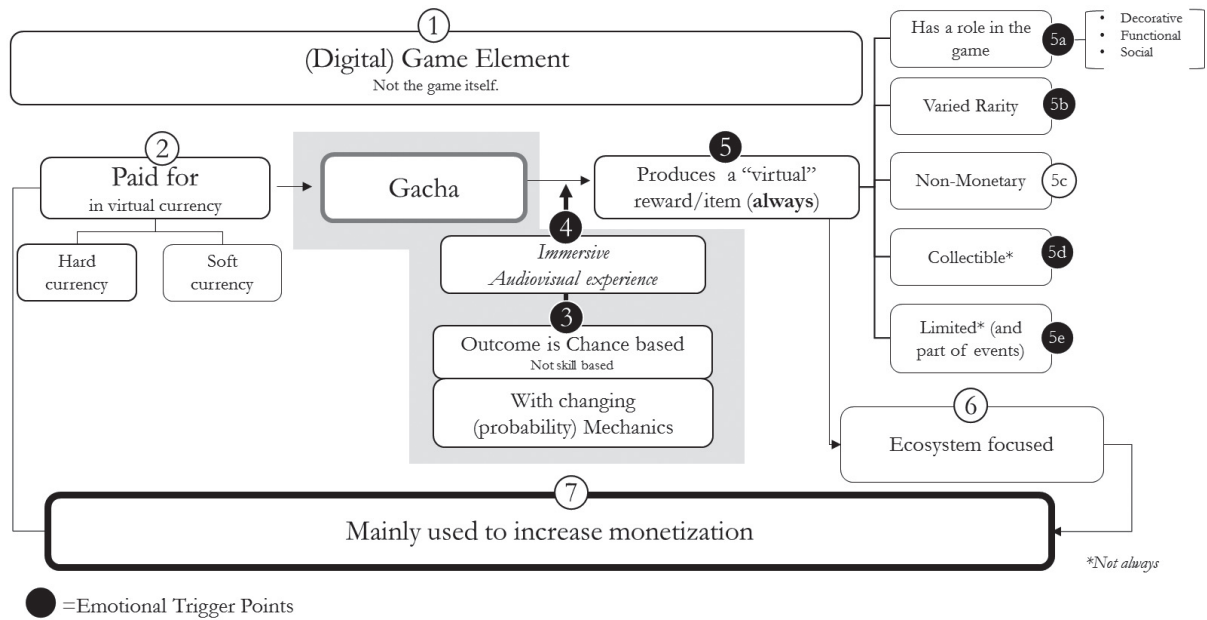 1
(Digital) Game Element
Not the game itself.
2
Paid for
in virtual currency
Hard
currency
Soft
currency
Gacha
4
Immersive
Audiovisual experience
3
Outcome is Chance based
Not skill based
With changing
(probability) Mechanics
5
Produces a “virtual”
reward/item (always)
Has a role in the
game
5a
• Decorative
• Functional
• Social
Varied Rarity
5b
Non-Monetary
5c
Collectible*
5d
Limited* (and
part of events)
5e
6
Ecosystem focused
7
Mainly used to increase monetization
*Not always
=Emotional Trigger Points